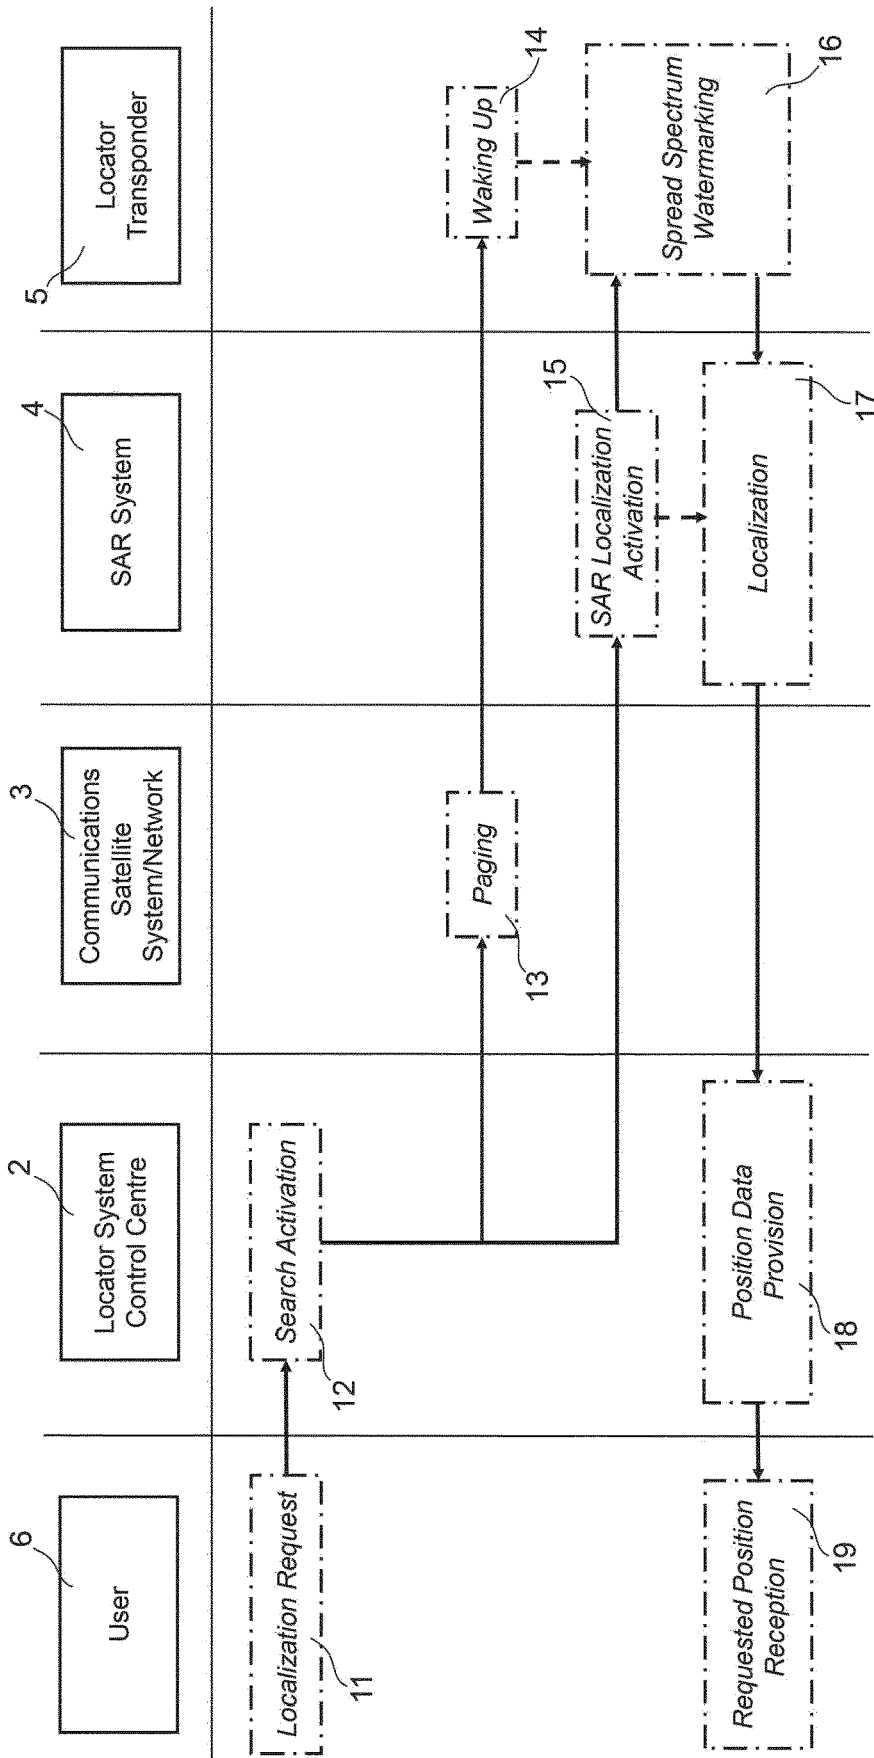 6
User
2
Locator System
Control Centre
3
Communications
Satellite
System/Network
4
SAR System
5
Locator
Transponder
Localization Request
11
Search Activation
12
Paging
13
Waking Up
14
SAR Localization
Activation
15
Spread Spectrum
Watermarking
16
Localization
17
Position Data
Provision
18
Requested Position
Reception
19